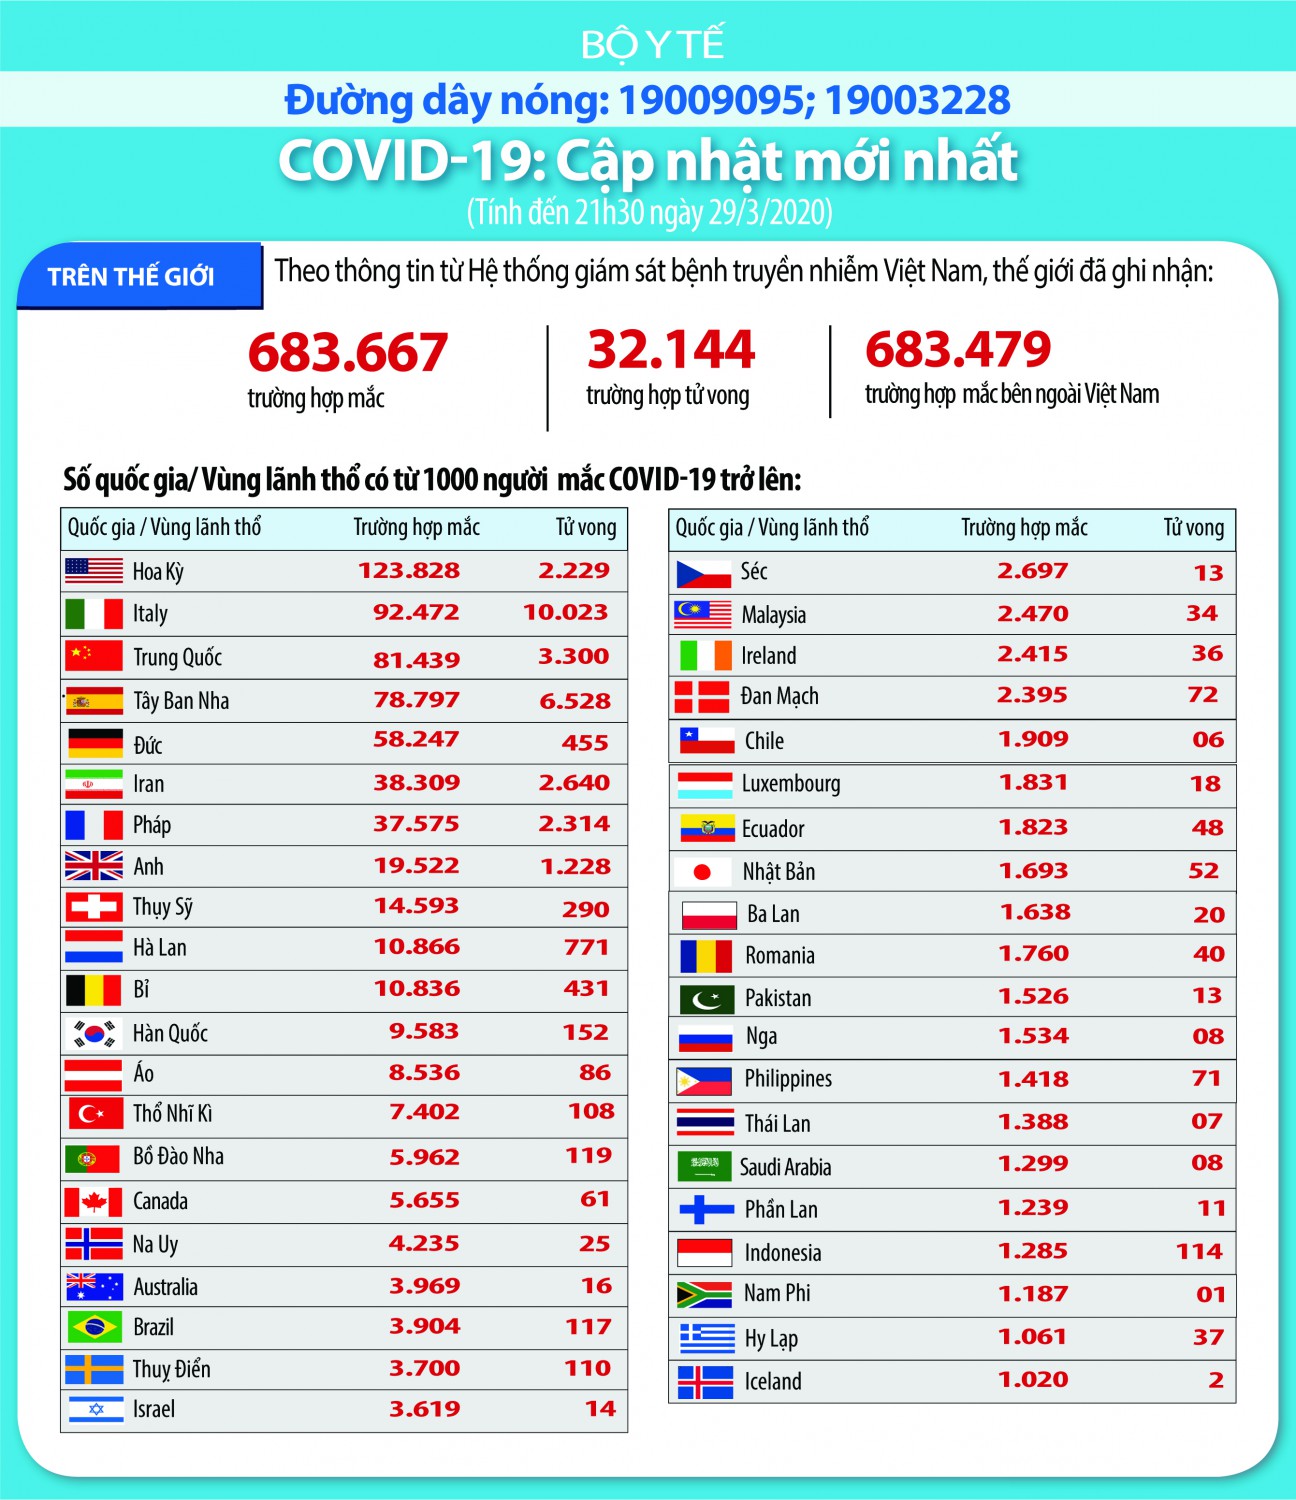 BỘ Y TẾ
Đường dây nóng: 19009095; 19003228
COVID-19: Cập nhật mới nhất
(Tính đến 21h30 ngày 29/3/2020)
TRÊN THẾ GIỚI
Theo thông tin từ Hệ thống giám sát bệnh truyền nhiễm Việt Nam, thế giới đã ghi nhận:
683.667
trường hợp mắc
32.144
trường hợp tử vong
683.479
trường hợp mắc bên ngoài Việt Nam
Số quốc gia/ Vùng lãnh thổ có từ 1000 người mắc COVID-19 trở lên:
Quốc gia / Vùng lãnh thổ Trường hợp mắc Tử vong
Hoa Kỳ 123.828 2.229
Italy 92.472 10.023
Trung Quốc 81.439 3.300
Tây Ban Nha 78.797 6.528
Đức 58.247 455
Iran 38.309 2.640
Pháp 37.575 2.314
Anh 19.522 1.228
Thụy Sỹ 14.593 290
Hà Lan 10.866 771
Bỉ 10.836 431
Hàn Quốc 9.583 152
Áo 8.536 86
Thổ Nhĩ Kì 7.402 108
Bồ Đào Nha 5.962 119
Canada 5.655 61
Na Uy 4.235 25
Australia 3.969 16
Brazil 3.904 117
Thuỵ Điển 3.700 110
Israel 3.619 14
Quốc gia / Vùng lãnh thổ Trường hợp mắc Tử vong
Séc 2.697 13
Malaysia 2.470 34
Ireland 2.415 36
Đan Mạch 2.395 72
Chile 1.909 06
Luxembourg 1.831 18
Ecuador 1.823 48
Nhật Bản 1.693 52
Ba Lan 1.638 20
Romania 1.760 40
Pakistan 1.526 13
Nga 1.534 08
Philippines 1.418 71
Thái Lan 1.388 07
Saudi Arabia 1.299 08
Phần Lan 1.239 11
Indonesia 1.285 114
Nam Phi 1.187 01
Hy Lạp 1.061 37
Iceland 1.020 2